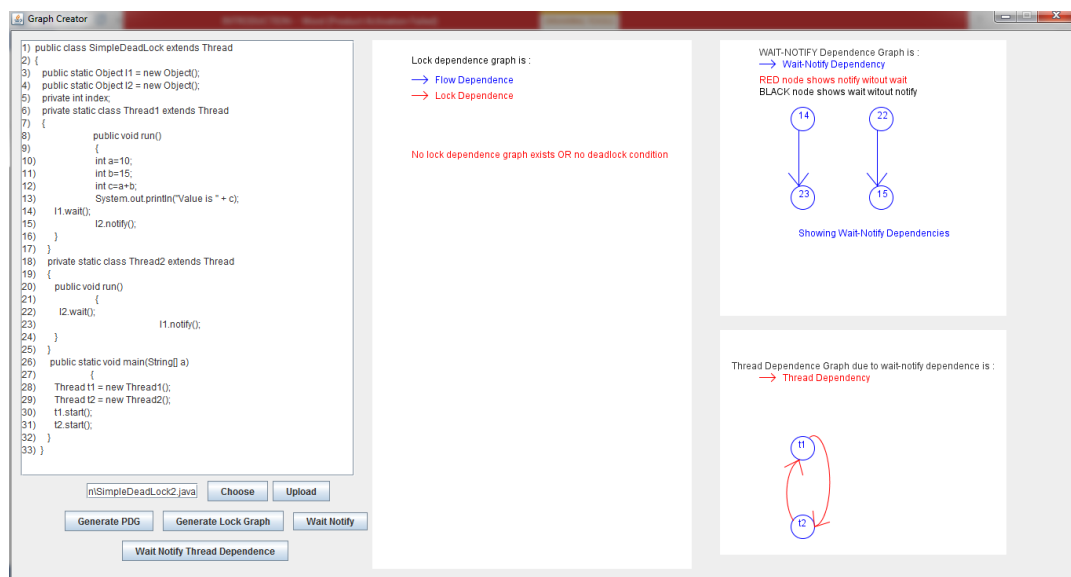 Graph Creator
1) public class SimpleDeadLock extends Thread
2) {
3) public static Object l1 = new Object();
4) public static Object l2 = new Object();
5) private int index;
6) private static class Thread1 extends Thread
7) {
8) public void run()
9) {
10) int a=10;
11) int b=15;
12) int c=a+b;
13) System.out.println("Value is " + c);
14) l1.wait();
15) l2.notify();
16) }
17) }
18) private static class Thread2 extends Thread
19) {
20) public void run()
21) {
22) l2.wait();
23) l1.notify();
24) }
25) }
26) public static void main(String[] a)
27) {
28) Thread t1 = new Thread1();
29) Thread t2 = new Thread2();
30) t1.start();
31) t2.start();
32) }
33) }
n\SimpleDeadLock2.java
Choose
Upload
Generate PDG
Generate Lock Graph
Wait Notify
Wait Notify Thread Dependence
Lock dependence graph is :
Flow Dependence
Lock Dependence
No lock dependence graph exists OR no deadlock condition
WAIT-NOTIFY Dependence Graph is :
Wait-Notify Dependency
RED node shows notify witout wait
BLACK node shows wait witout notify
14
22
23
15
Showing Wait-Notify Dependencies
Thread Dependence Graph due to wait-notify dependence is :
Thread Dependency
t1
t2